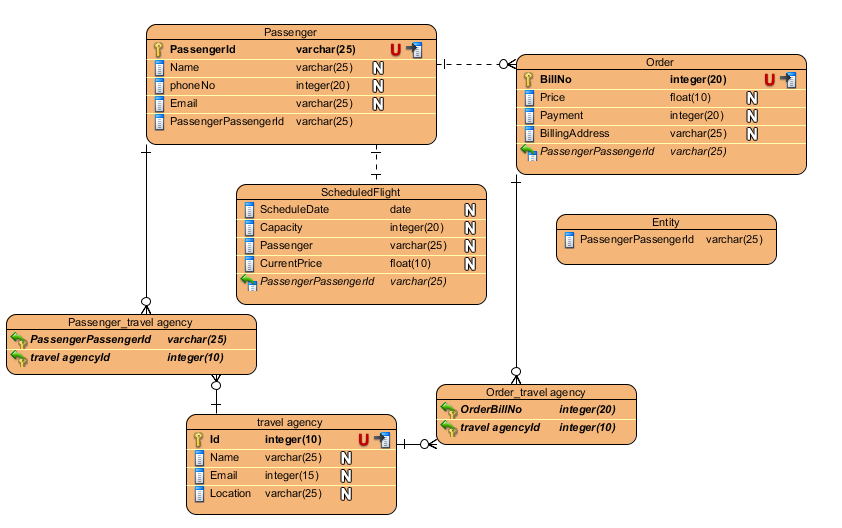 Passenger
PassengerId varchar(25) U
Name varchar(25) N
phoneNo integer(20) N
Email varchar(25) N
PassengerPassengerId varchar(25)
Order
BillNo integer(20) U
Price float(10) N
Payment integer(20) N
BillingAddress varchar(25) N
PassengerPassengerId varchar(25)
ScheduledFlight
ScheduleDate date N
Capacity integer(20) N
Passenger varchar(25) N
CurrentPrice float(10) N
PassengerPassengerId varchar(25)
Entity
PassengerPassengerId varchar(25)
Passenger_travel agency
PassengerPassengerId varchar(25)
travel agencyId integer(10)
Order_travel agency
OrderBillNo integer(20)
travel agencyId integer(10)
travel agency
Id integer(10) U
Name varchar(25) N
Email integer(15) N
Location varchar(25) N